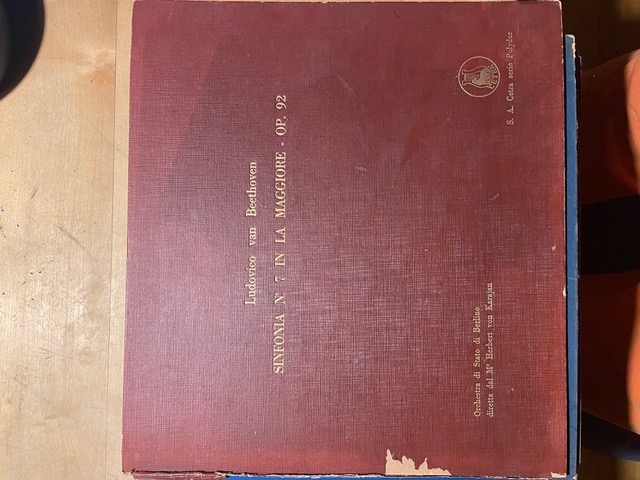 Ludovico van Beethoven
SINFONIA N° 7 IN LA MAGGIORE - OP. 92
Orchestra di Stato di Berlino
diretta dal M° Herbert von Karajan
CETRA
S. A. Cetra serie Polydor